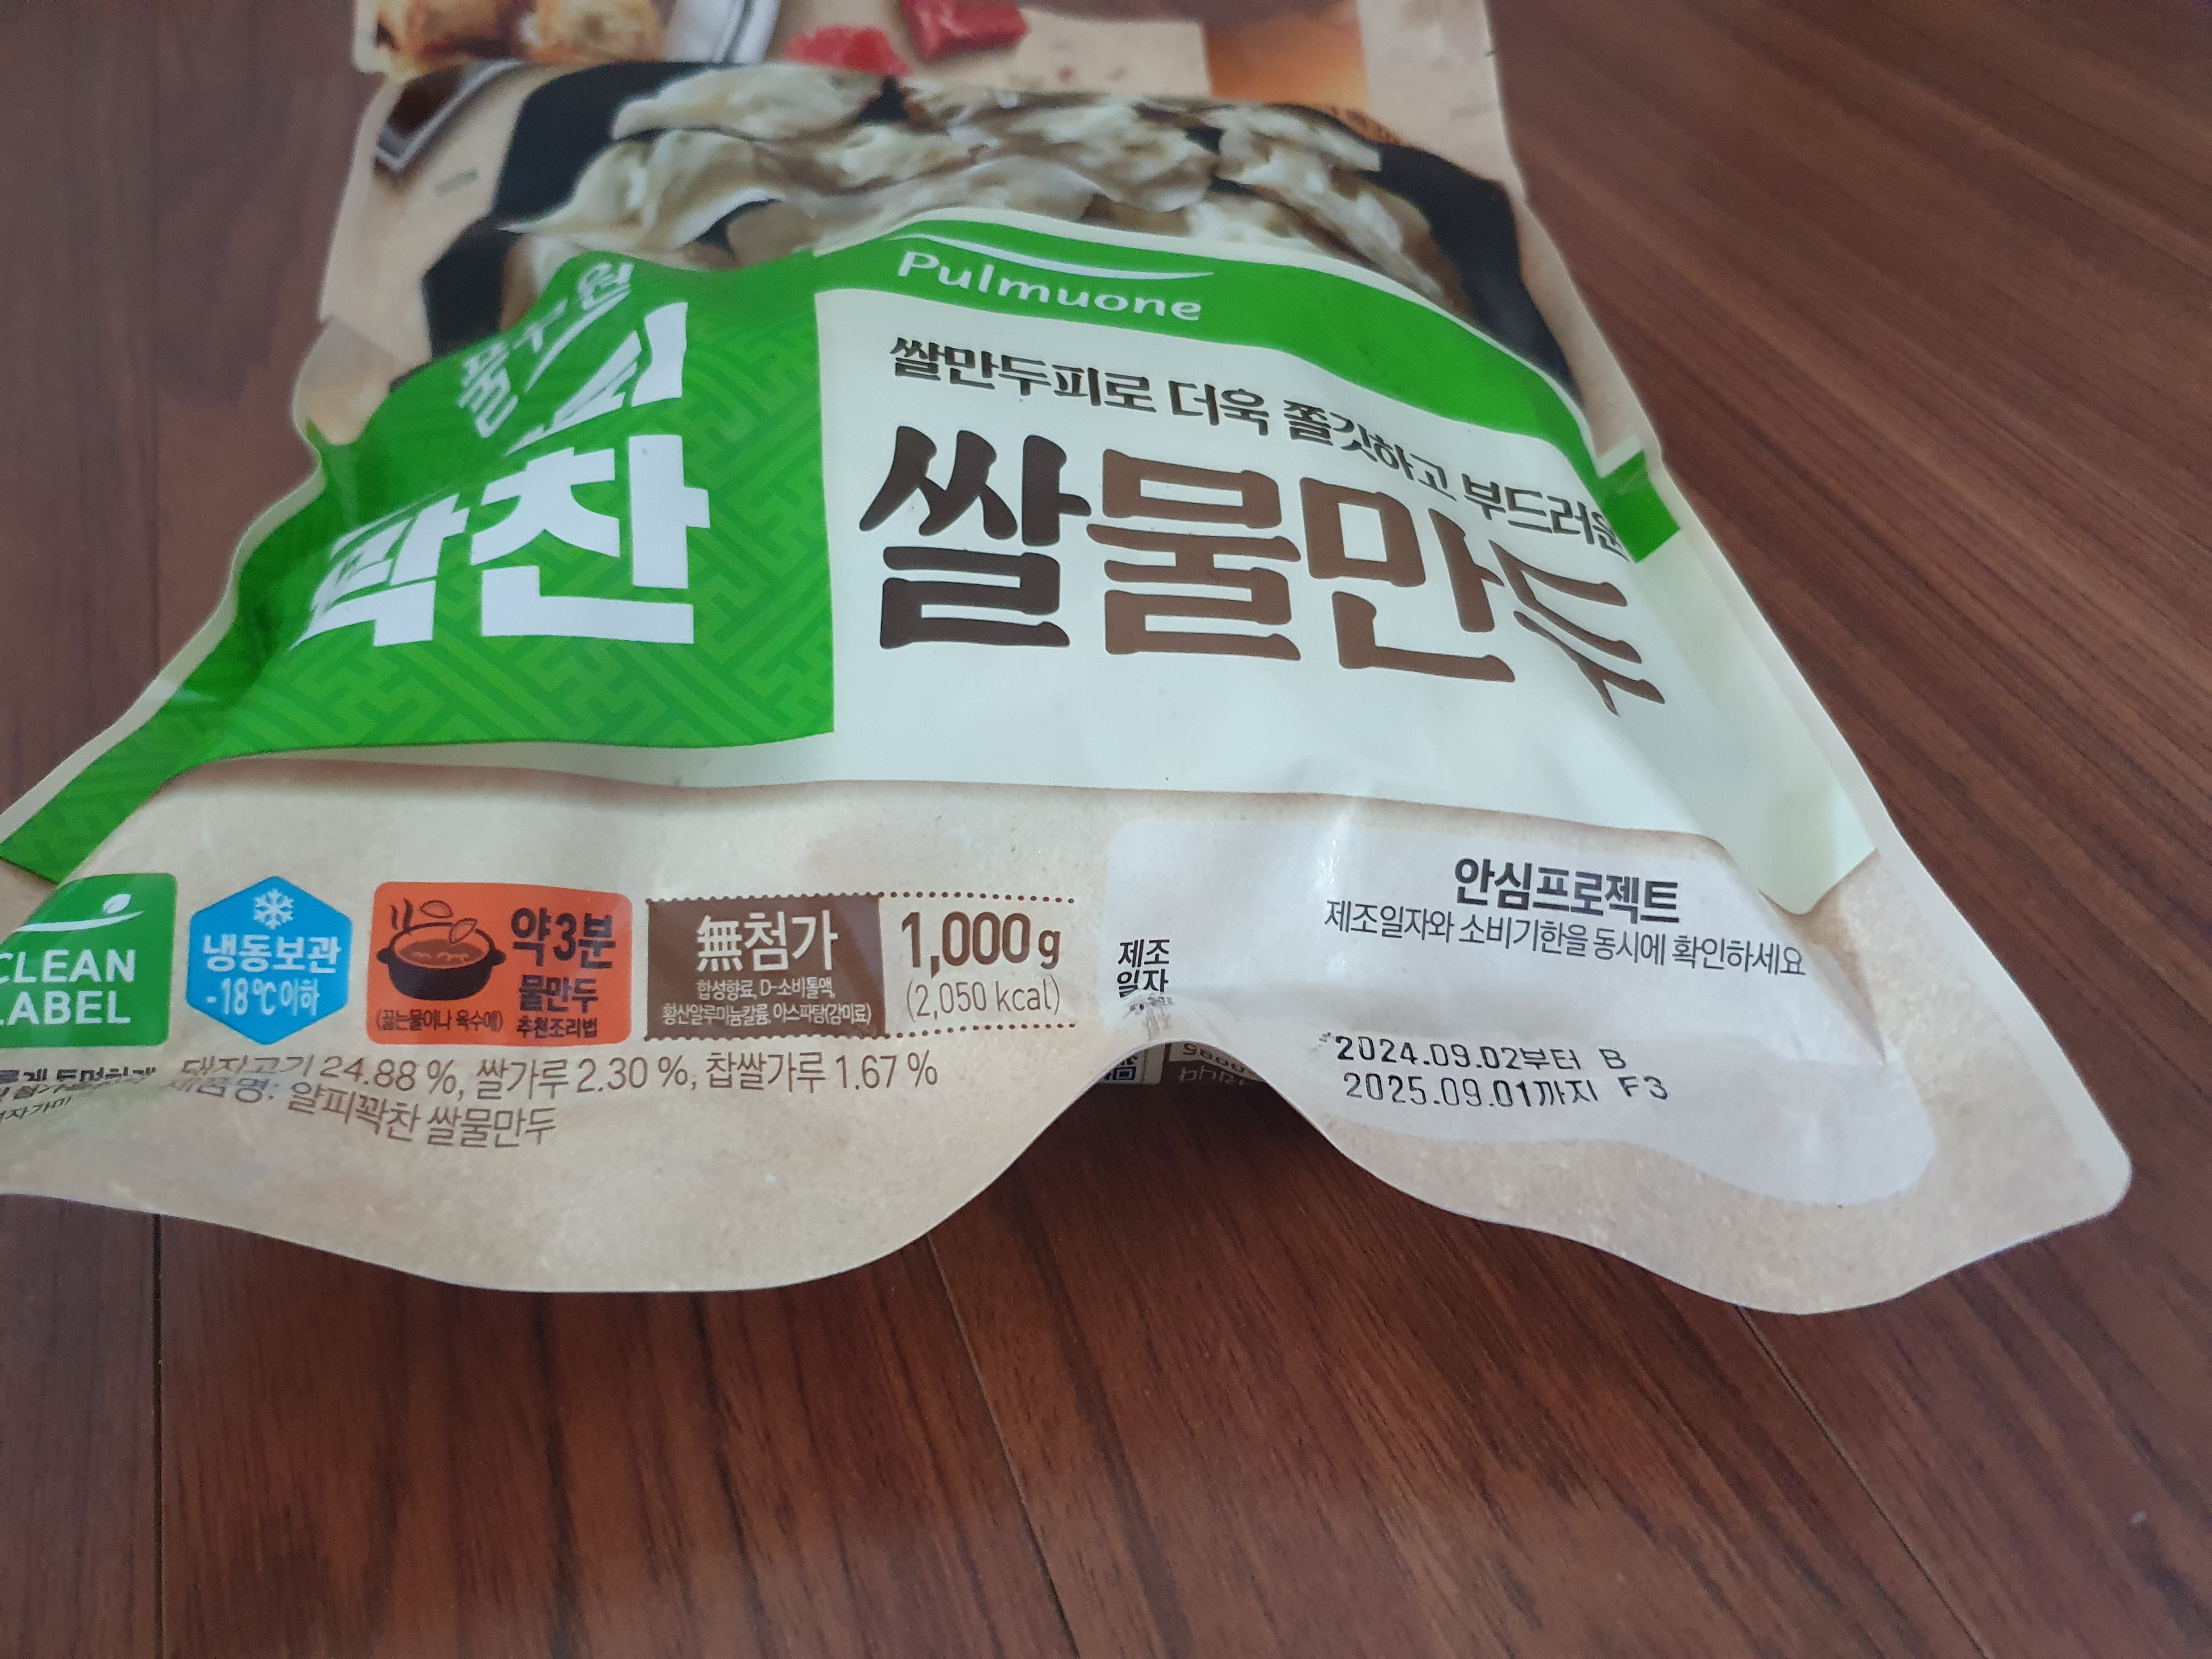 Pulmuone
풀무원
피
꽉찬
쌀만두피로 더욱 쫄깃하고 부드러운
쌀물만두
CLEAN
LABEL
냉동보관
-18℃이하
약3분
물만두
(끓는물이나 육수에) 추천조리법
無첨가
합성향료, D-소비톨액,
황산알루미늄칼륨, 아스파탐(감미료)
1,000 g
(2,050 kcal)
안심프로젝트
제조일자와 소비기한을 동시에 확인하세요
제조
일자
2024.09.02부터 B
2025.09.01까지 F3
돼지고기 24.88 %, 쌀가루 2.30 %, 찹쌀가루 1.67 %
제품명: 얄피꽉찬 쌀물만두